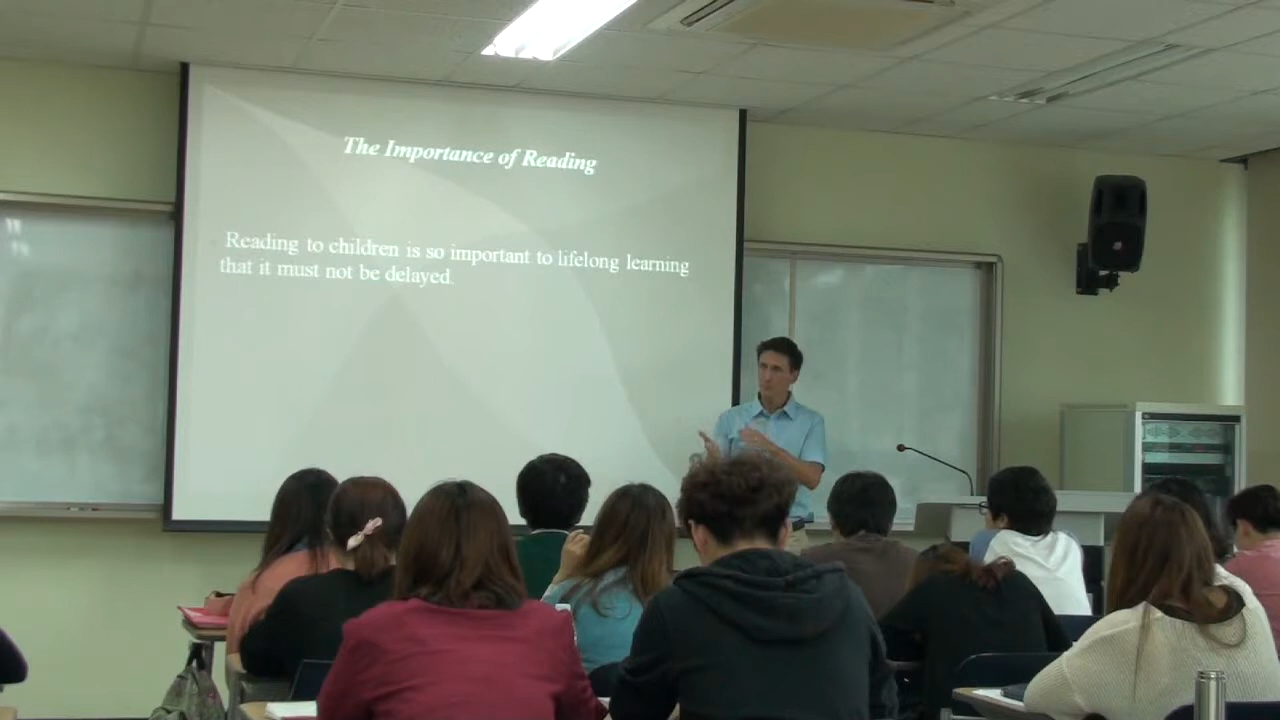 The Importance of Reading
Reading to children is so important to lifelong learning
that it must not be delayed.